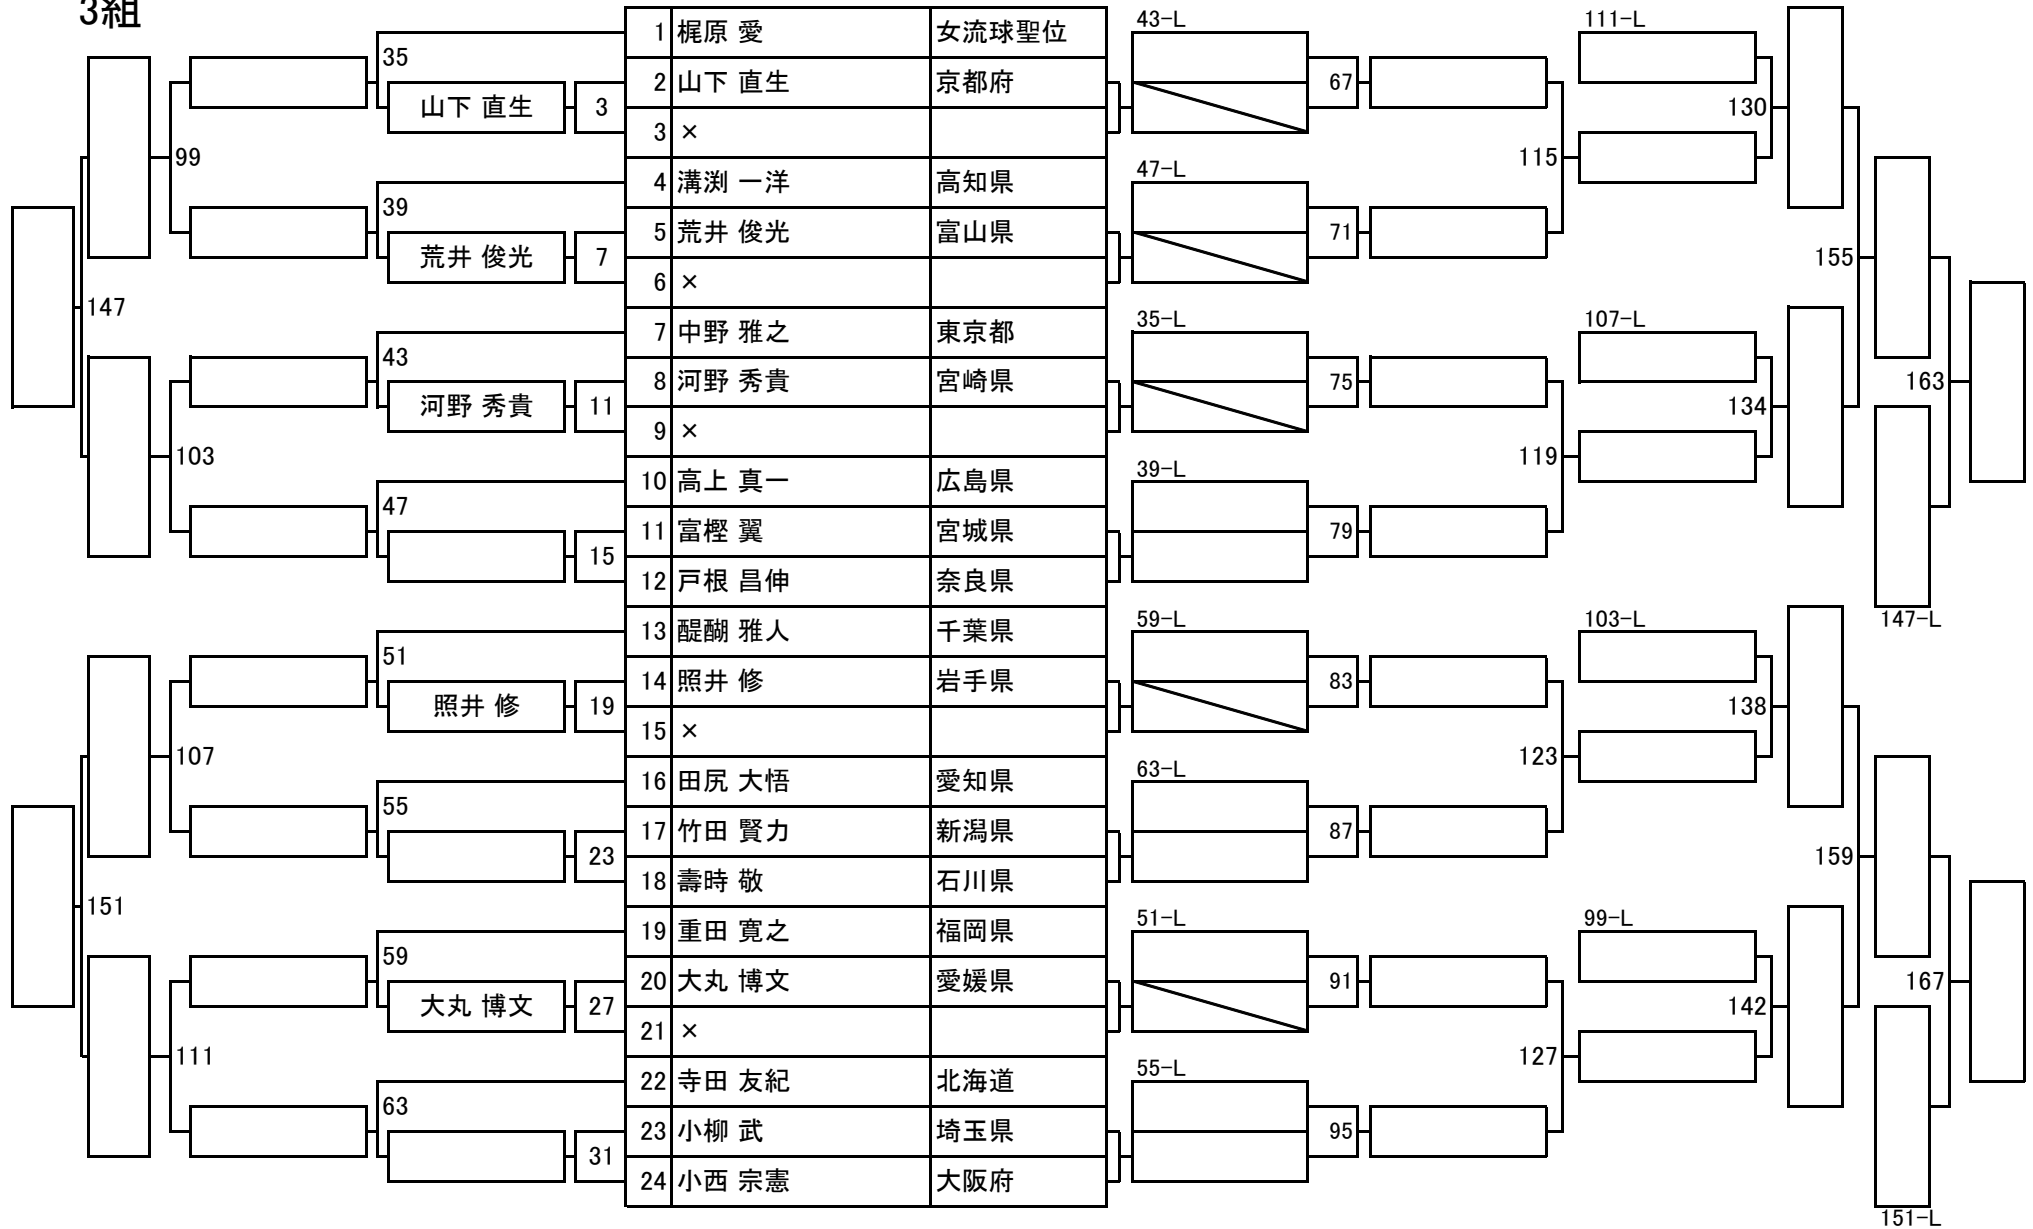 3組
1 梶原 愛 女流球聖位
2 山下 直生 京都府
3 ×
4 溝渕 一洋 高知県
5 荒井 俊光 富山県
6 ×
7 中野 雅之 東京都
8 河野 秀貴 宮崎県
9 ×
10 高上 真一 広島県
11 富樫 翼 宮城県
12 戸根 昌伸 奈良県
13 醍醐 雅人 千葉県
14 照井 修 岩手県
15 ×
16 田尻 大悟 愛知県
17 竹田 賢力 新潟県
18 壽時 敬 石川県
19 重田 寛之 福岡県
20 大丸 博文 愛媛県
21 ×
22 寺田 友紀 北海道
23 小柳 武 埼玉県
24 小西 宗憲 大阪府
35
山下 直生 3
99
39
荒井 俊光 7
147
43
河野 秀貴 11
103
47
15
51
照井 修 19
107
55
23
151
59
大丸 博文 27
111
63
31
43-L
67
47-L
71
35-L
75
39-L
79
59-L
83
63-L
87
51-L
91
55-L
95
115
119
123
127
111-L
130
107-L
134
103-L
138
99-L
142
155
159
163
147-L
167
151-L